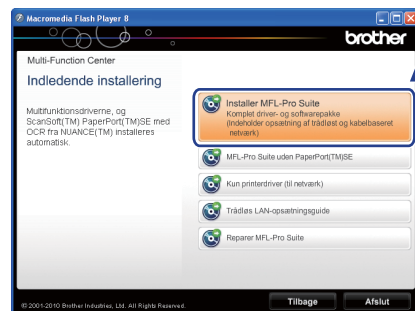 Macromedia Flash Player 8
brother
Multi-Function Center
Indledende installering
Multifunktionsdriverne, og
ScanSoft(TM) PaperPort(TM)SE med
OCR fra NUANCE(TM) installeres
automatisk.
Installer MFL-Pro Suite
Komplet driver- og softwarepakke
(Indeholder opsætning af trådløst og kabelbaseret
netværk)
MFL-Pro Suite uden PaperPort(TM)SE
Kun printerdriver (til netværk)
Trådløs LAN-opsætningsguide
Reparer MFL-Pro Suite
© 2001-2010 Brother Industries, Ltd. All Rights Reserved.
Tilbage
Afslut